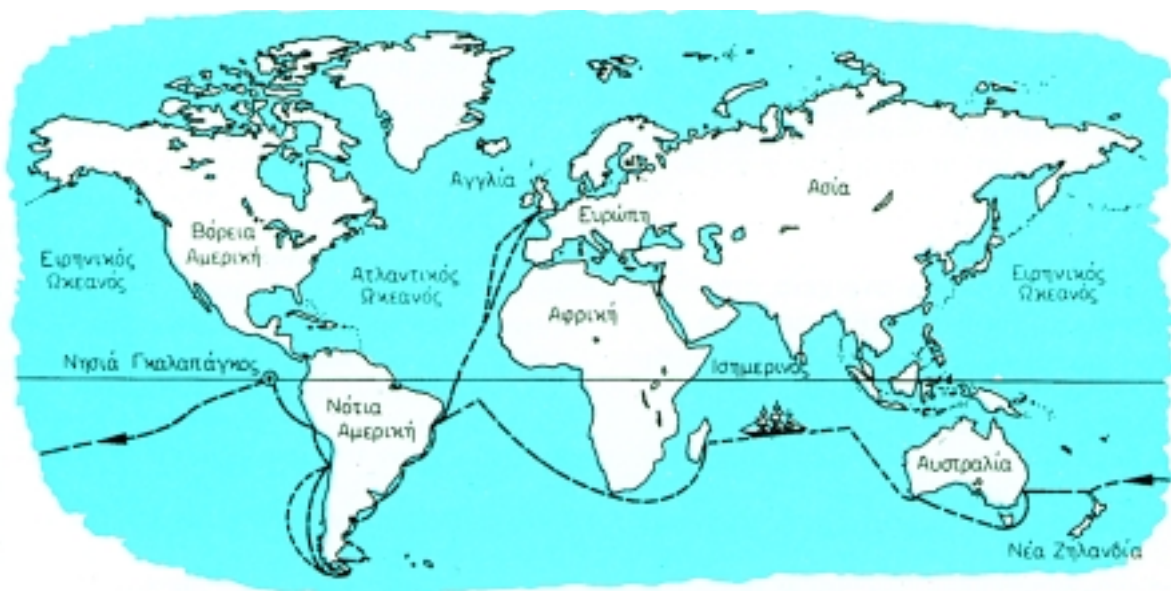 Αγγλία
Ασία
Ευρώπη
Βόρεια
Αμερική
Ειρηνικός
Ωκεανός
Ατλαντικός
Ωκεανός
Ειρηνικός
Ωκεανός
Αφρική
Νησιά Γκαλαπάγκος
Ισημερινός
Νότια
Αμερική
Αυστραλία
Νέα Ζηλανδία